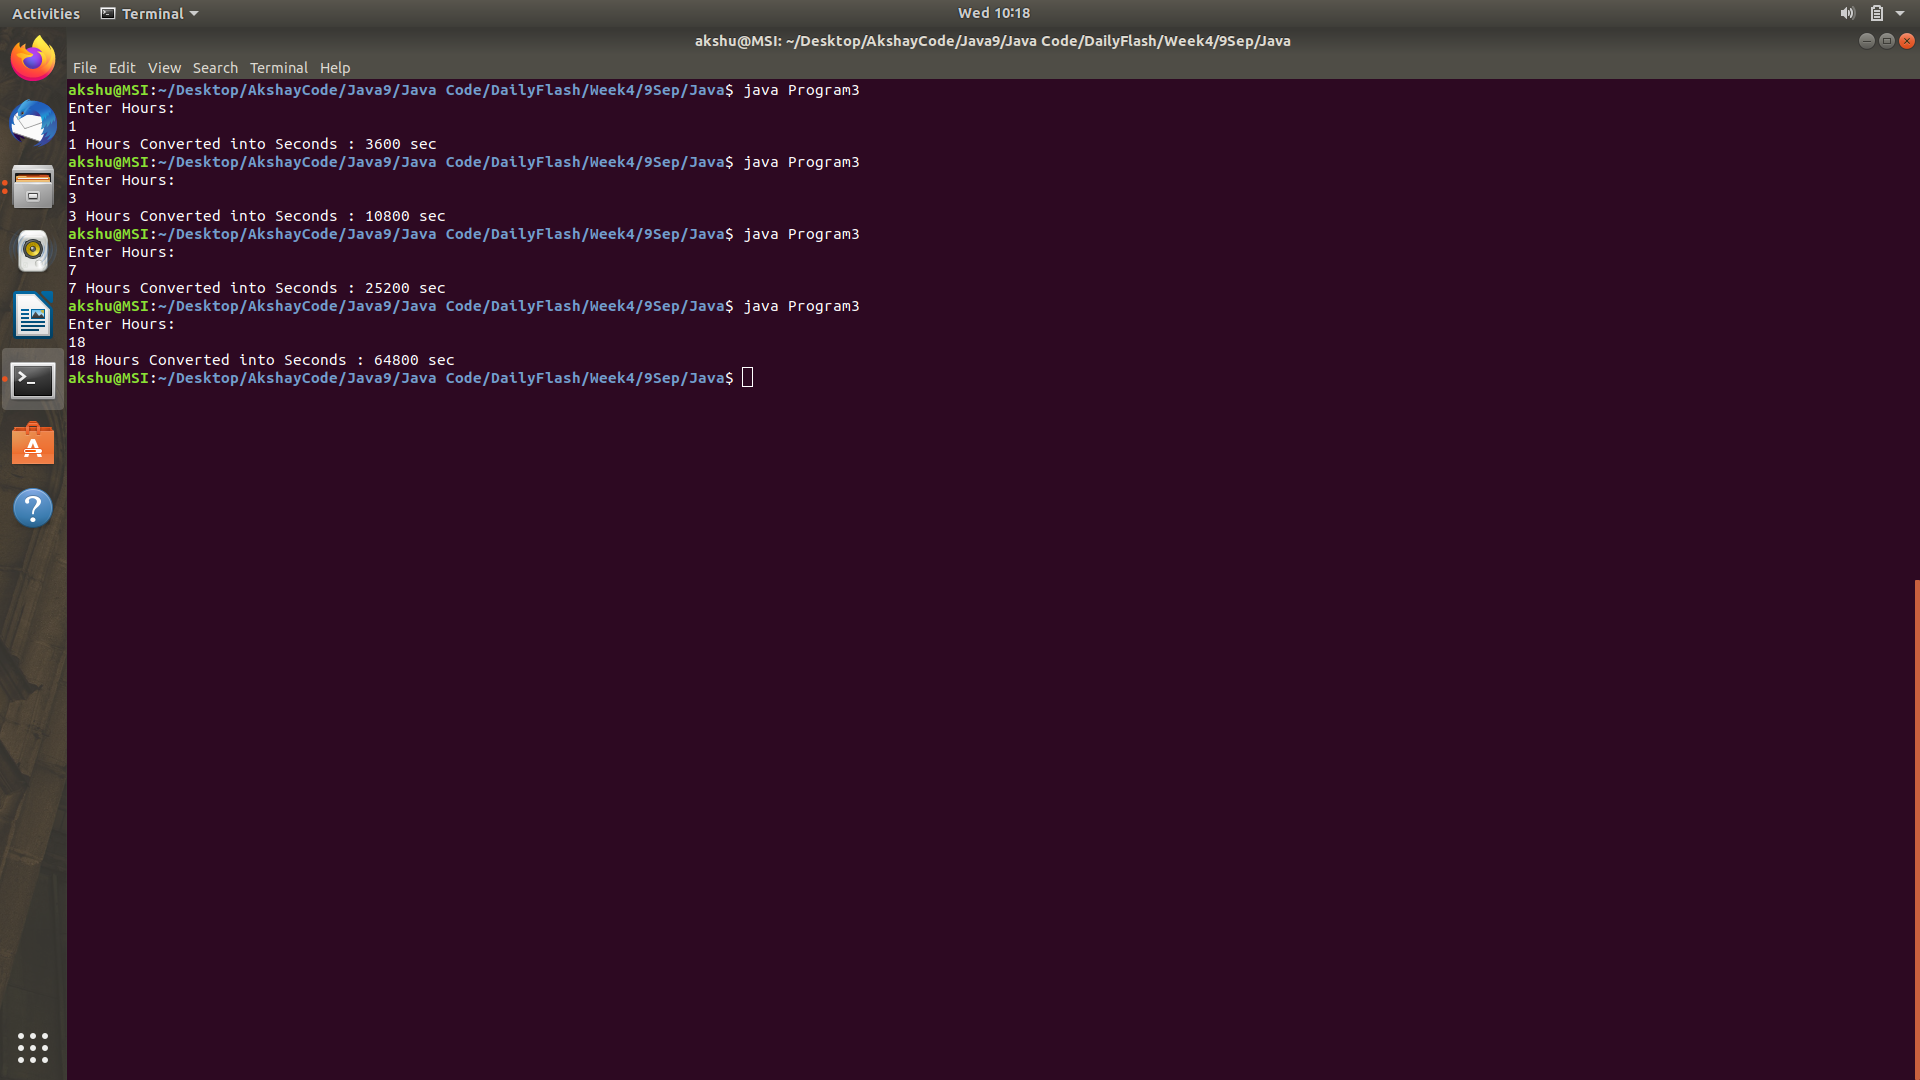 Activities Terminal Wed 10:18
akshu@MSI: ~/Desktop/AkshayCode/Java9/Java Code/DailyFlash/Week4/9Sep/Java
File Edit View Search Terminal Help
akshu@MSI:~/Desktop/AkshayCode/Java9/Java Code/DailyFlash/Week4/9Sep/Java$ java Program3
Enter Hours:
1
1 Hours Converted into Seconds : 3600 sec
akshu@MSI:~/Desktop/AkshayCode/Java9/Java Code/DailyFlash/Week4/9Sep/Java$ java Program3
Enter Hours:
3
3 Hours Converted into Seconds : 10800 sec
akshu@MSI:~/Desktop/AkshayCode/Java9/Java Code/DailyFlash/Week4/9Sep/Java$ java Program3
Enter Hours:
7
7 Hours Converted into Seconds : 25200 sec
akshu@MSI:~/Desktop/AkshayCode/Java9/Java Code/DailyFlash/Week4/9Sep/Java$ java Program3
Enter Hours:
18
18 Hours Converted into Seconds : 64800 sec
akshu@MSI:~/Desktop/AkshayCode/Java9/Java Code/DailyFlash/Week4/9Sep/Java$